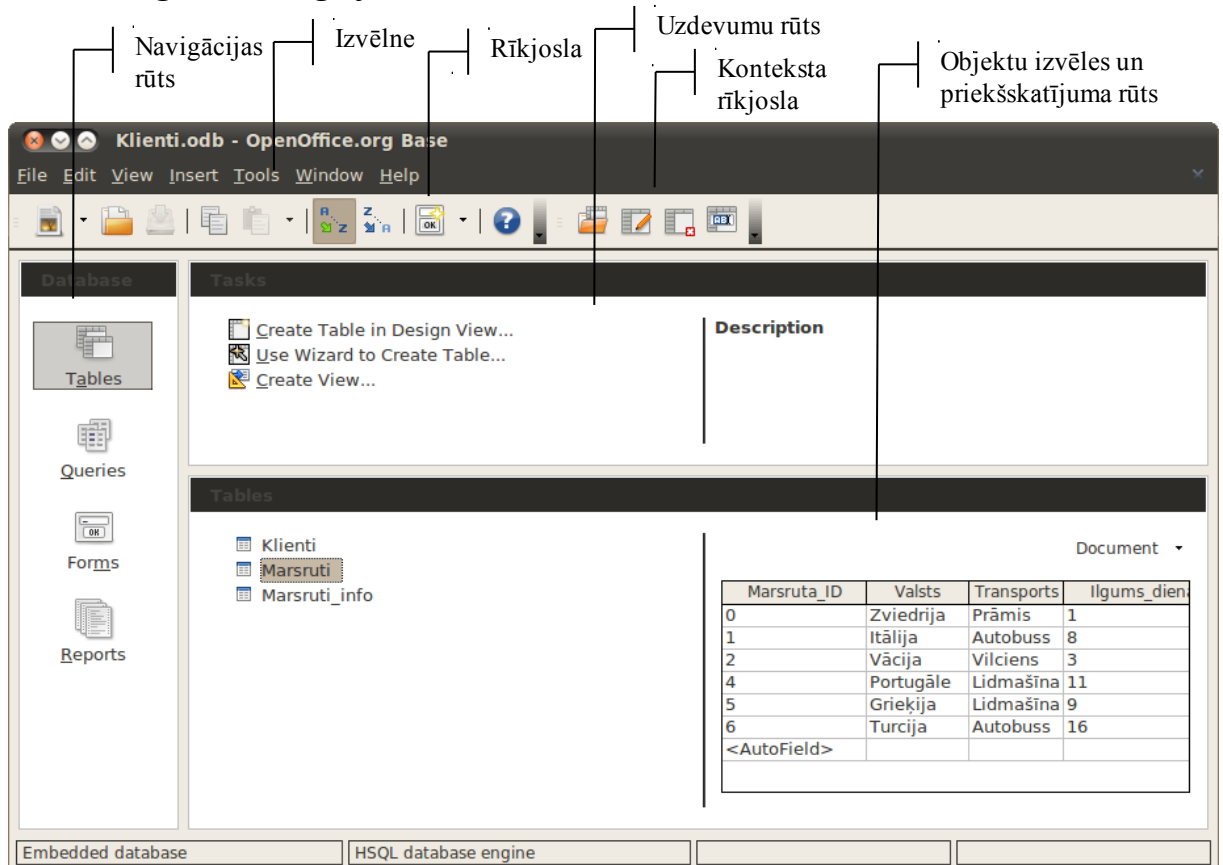 Navigācijas
rūts
Izvēlne
Rīkjosla
Uzdevumu rūts
Konteksta
rīkjosla
Objektu izvēles un
priekšskatījuma rūts
Klienti.odb - OpenOffice.org Base
File Edit View Insert Tools Window Help
Database
Tables
Queries
Forms
Reports
Tasks
Create Table in Design View...
Use Wizard to Create Table...
Create View...
Description
Tables
Klienti
Marsruti
Marsruti_info
Document
Marsruta_ID Valsts Transports Ilgums_diena
0 Zviedrija Prāmis 1
1 Itālija Autobuss 8
2 Vācija Vilciens 3
4 Portugāle Lidmašīna 11
5 Grieķija Lidmašīna 9
6 Turcija Autobuss 16
<AutoField>
Embedded database HSQL database engine